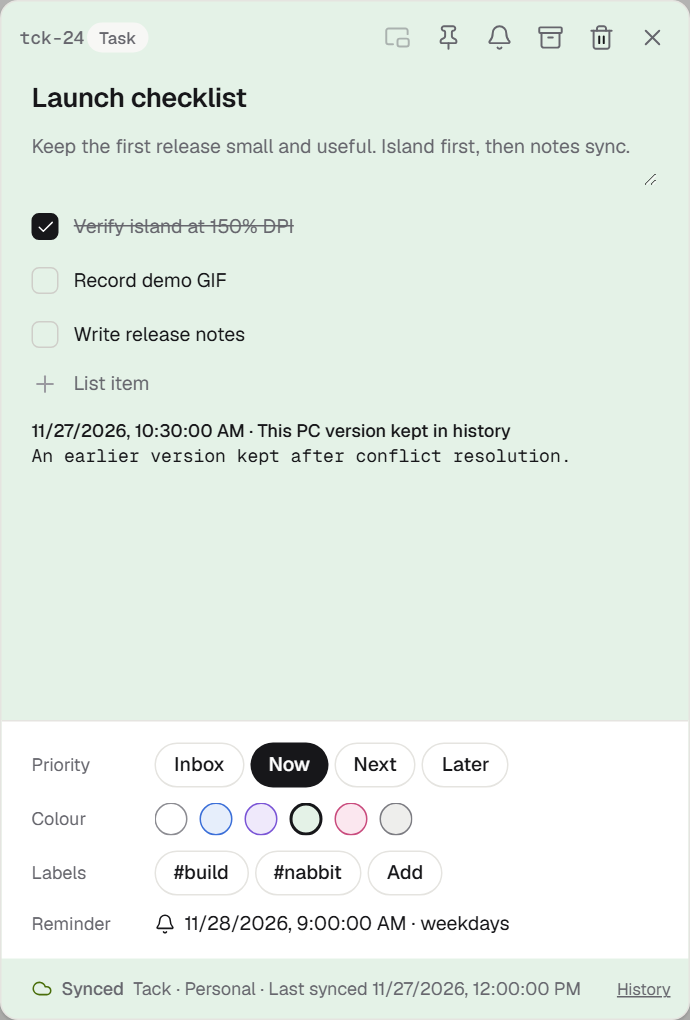 tck-24 Task
Launch checklist
Keep the first release small and useful. Island first, then notes sync.
Verify island at 150% DPI
Record demo GIF
Write release notes
List item
11/27/2026, 10:30:00 AM · This PC version kept in history
An earlier version kept after conflict resolution.
Priority Inbox Now Next Later
Colour
Labels #build #nabbit Add
Reminder 11/28/2026, 9:00:00 AM · weekdays
Synced Tack · Personal · Last synced 11/27/2026, 12:00:00 PM History